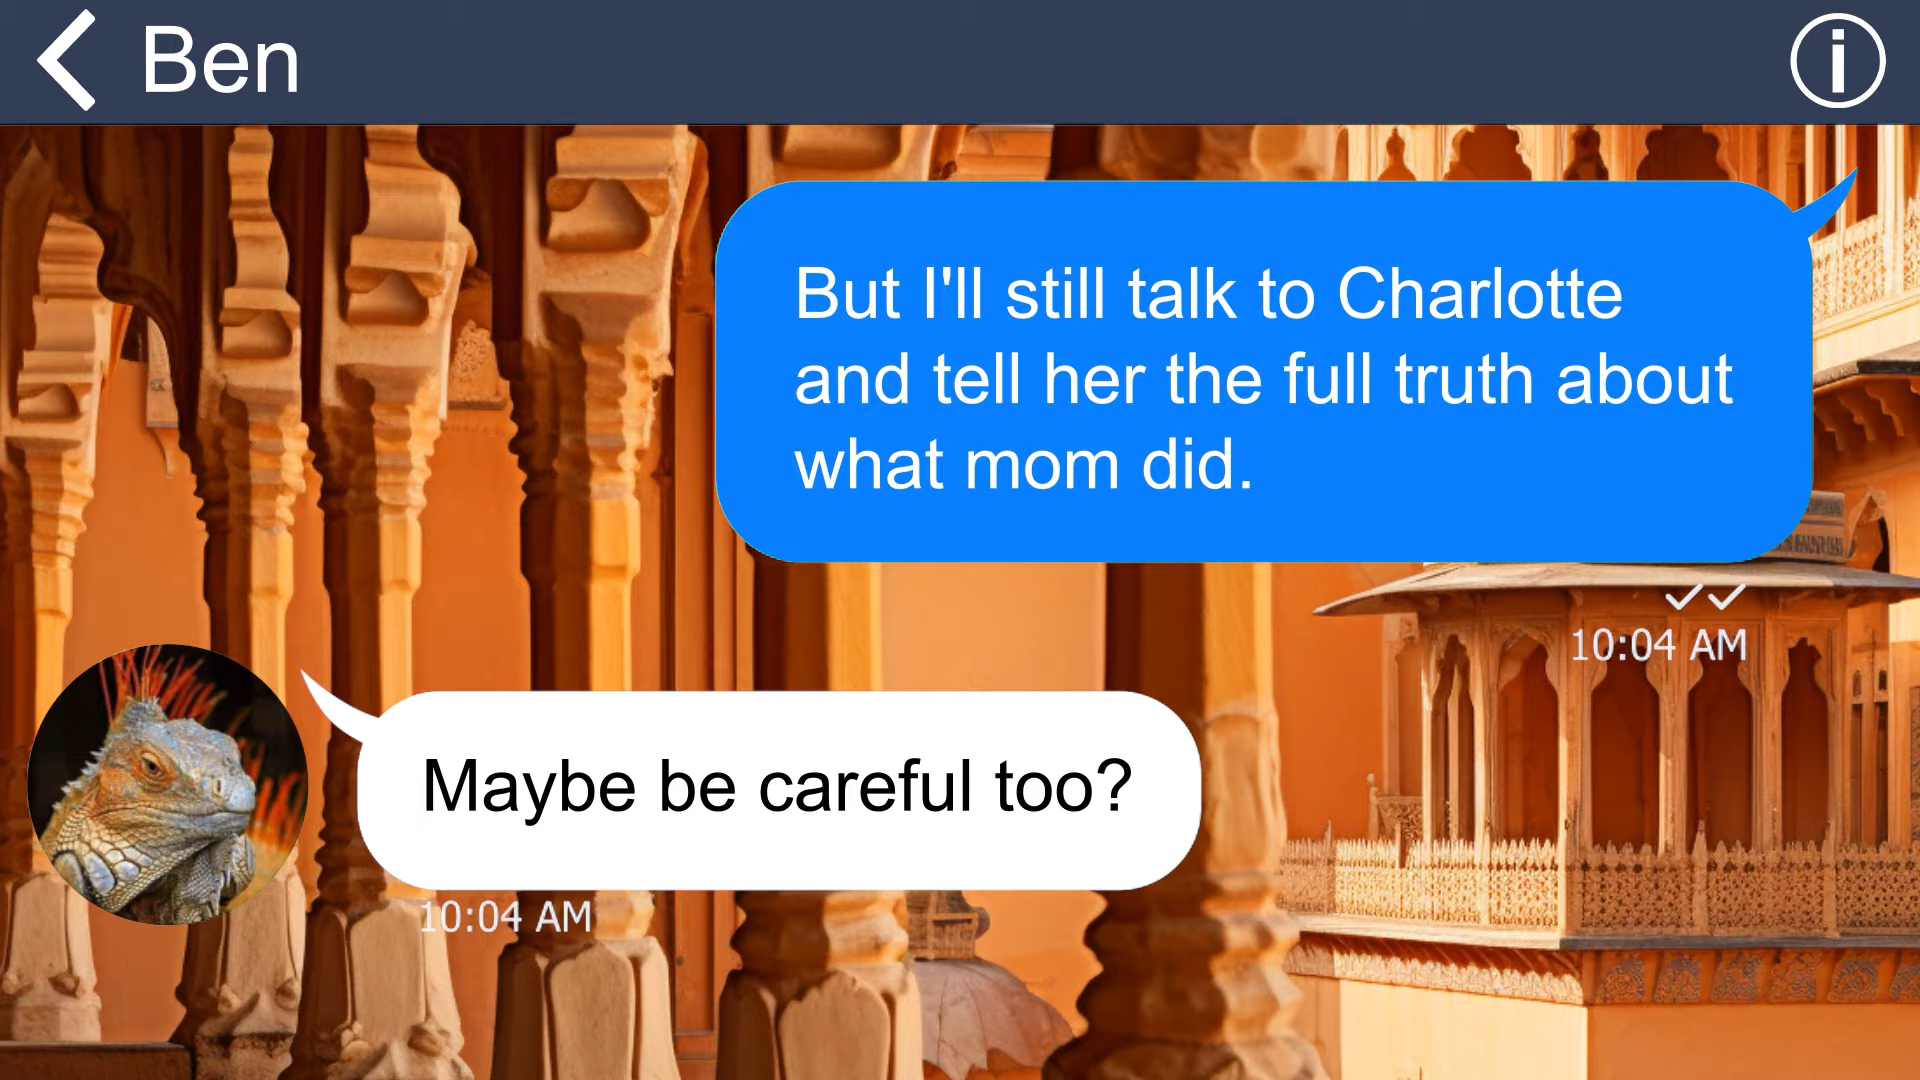 Ben
But I'll still talk to Charlotte
and tell her the full truth about
what mom did.
10:04 AM
Maybe be careful too?
10:04 AM